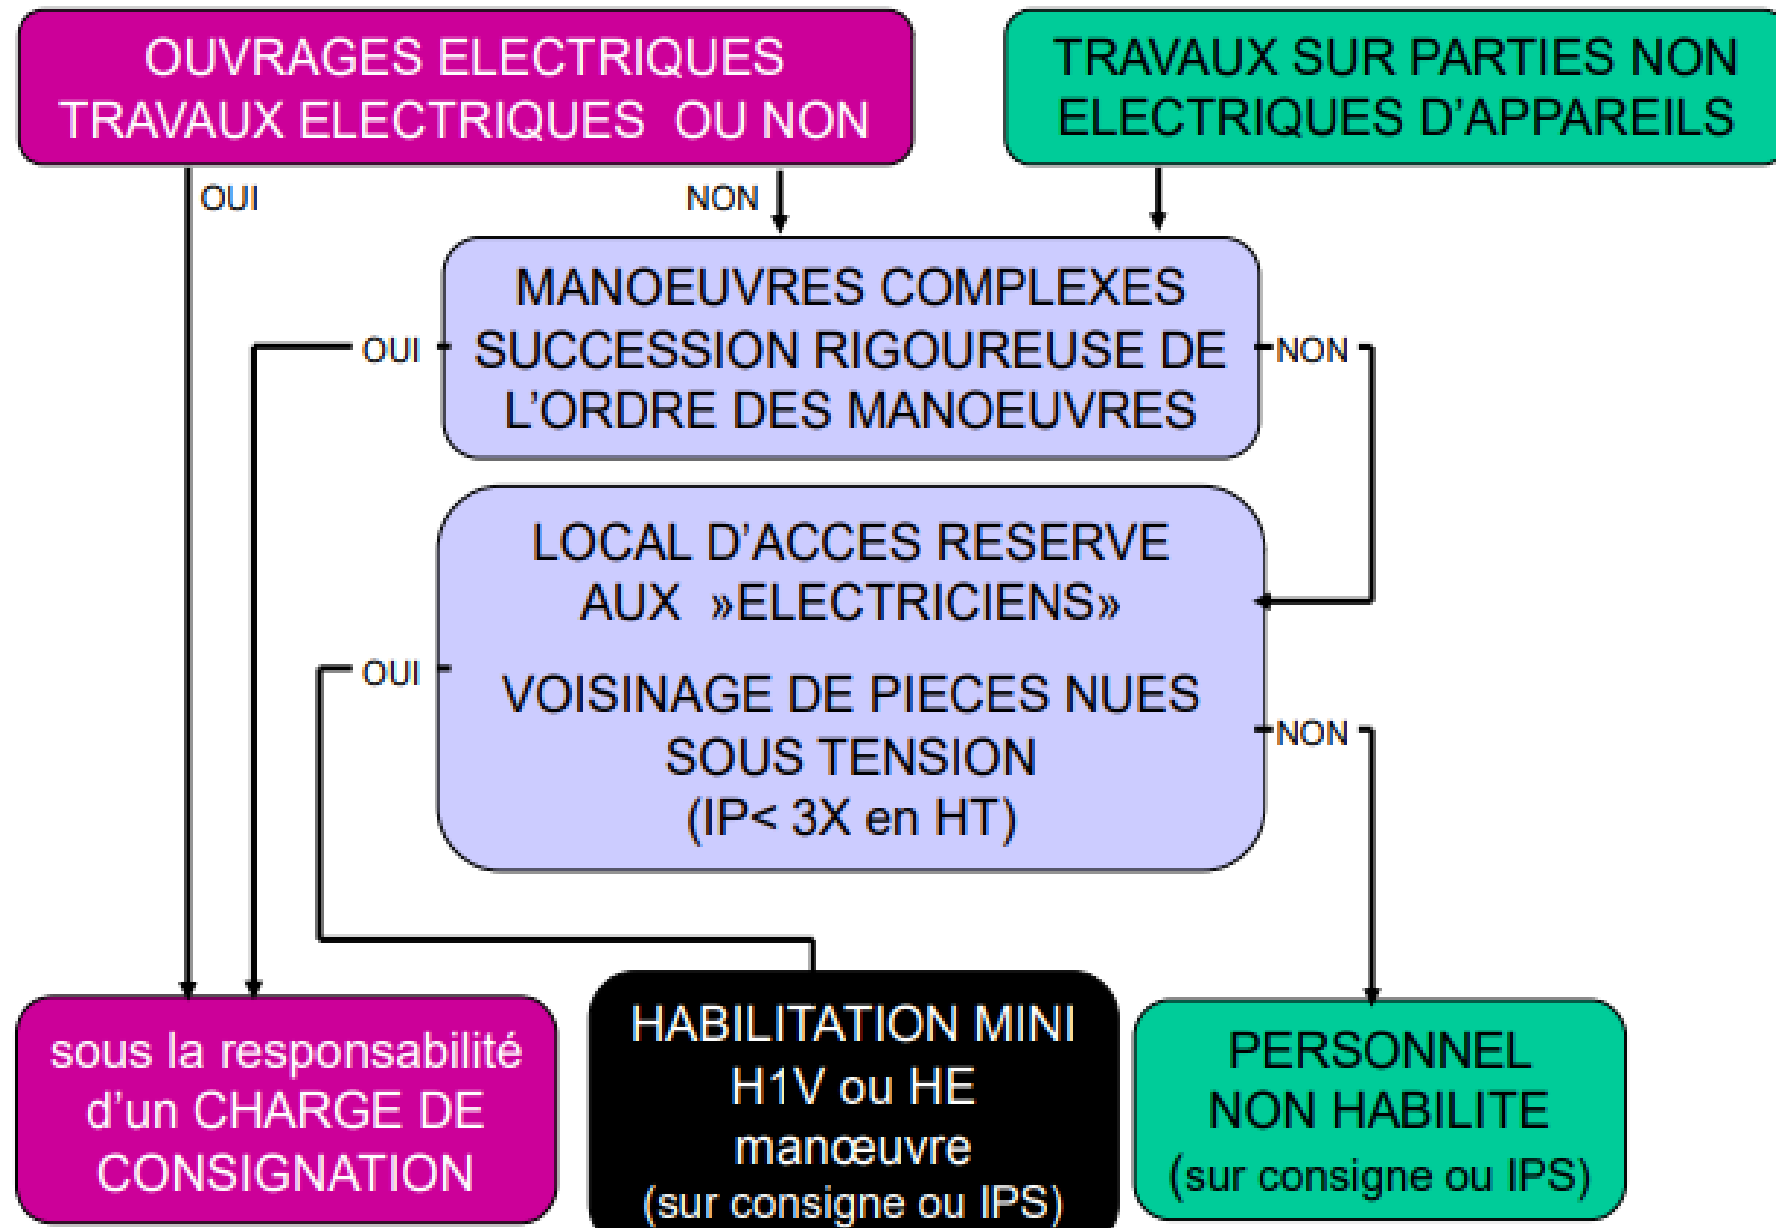 OUVRAGES ELECTRIQUES
TRAVAUX ELECTRIQUES OU NON
TRAVAUX SUR PARTIES NON
ELECTRIQUES D'APPAREILS
OUI
NON
MANOEUVRES COMPLEXES
SUCCESSION RIGOUREUSE DE
L'ORDRE DES MANOEUVRES
OUI
NON
LOCAL D'ACCES RESERVE
AUX »ELECTRICIENS»
OUI
VOISINAGE DE PIECES NUES
SOUS TENSION
(IP< 3X en HT)
NON
sous la responsabilité
d'un CHARGE DE
CONSIGNATION
HABILITATION MINI
H1V ou HE
manœuvre
(sur consigne ou IPS)
PERSONNEL
NON HABILITE
(sur consigne ou IPS)